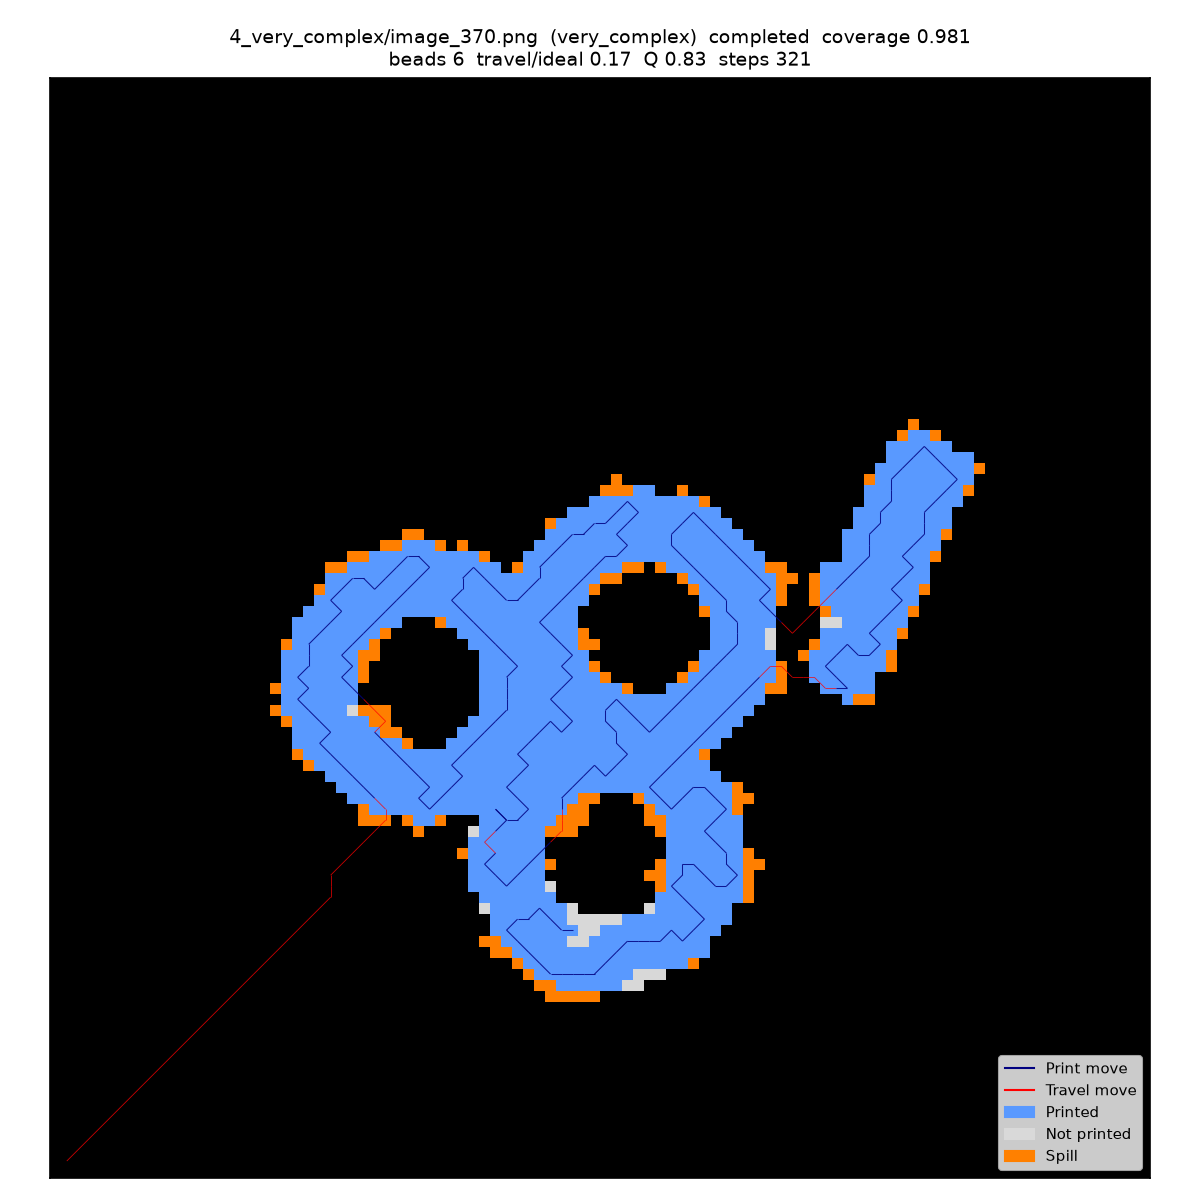 4_very_complex/image_370.png  (very_complex)  completed  coverage 0.981
beads 6  travel/ideal 0.17  Q 0.83  steps 321
Print move
Travel move
Printed
Not printed
Spill